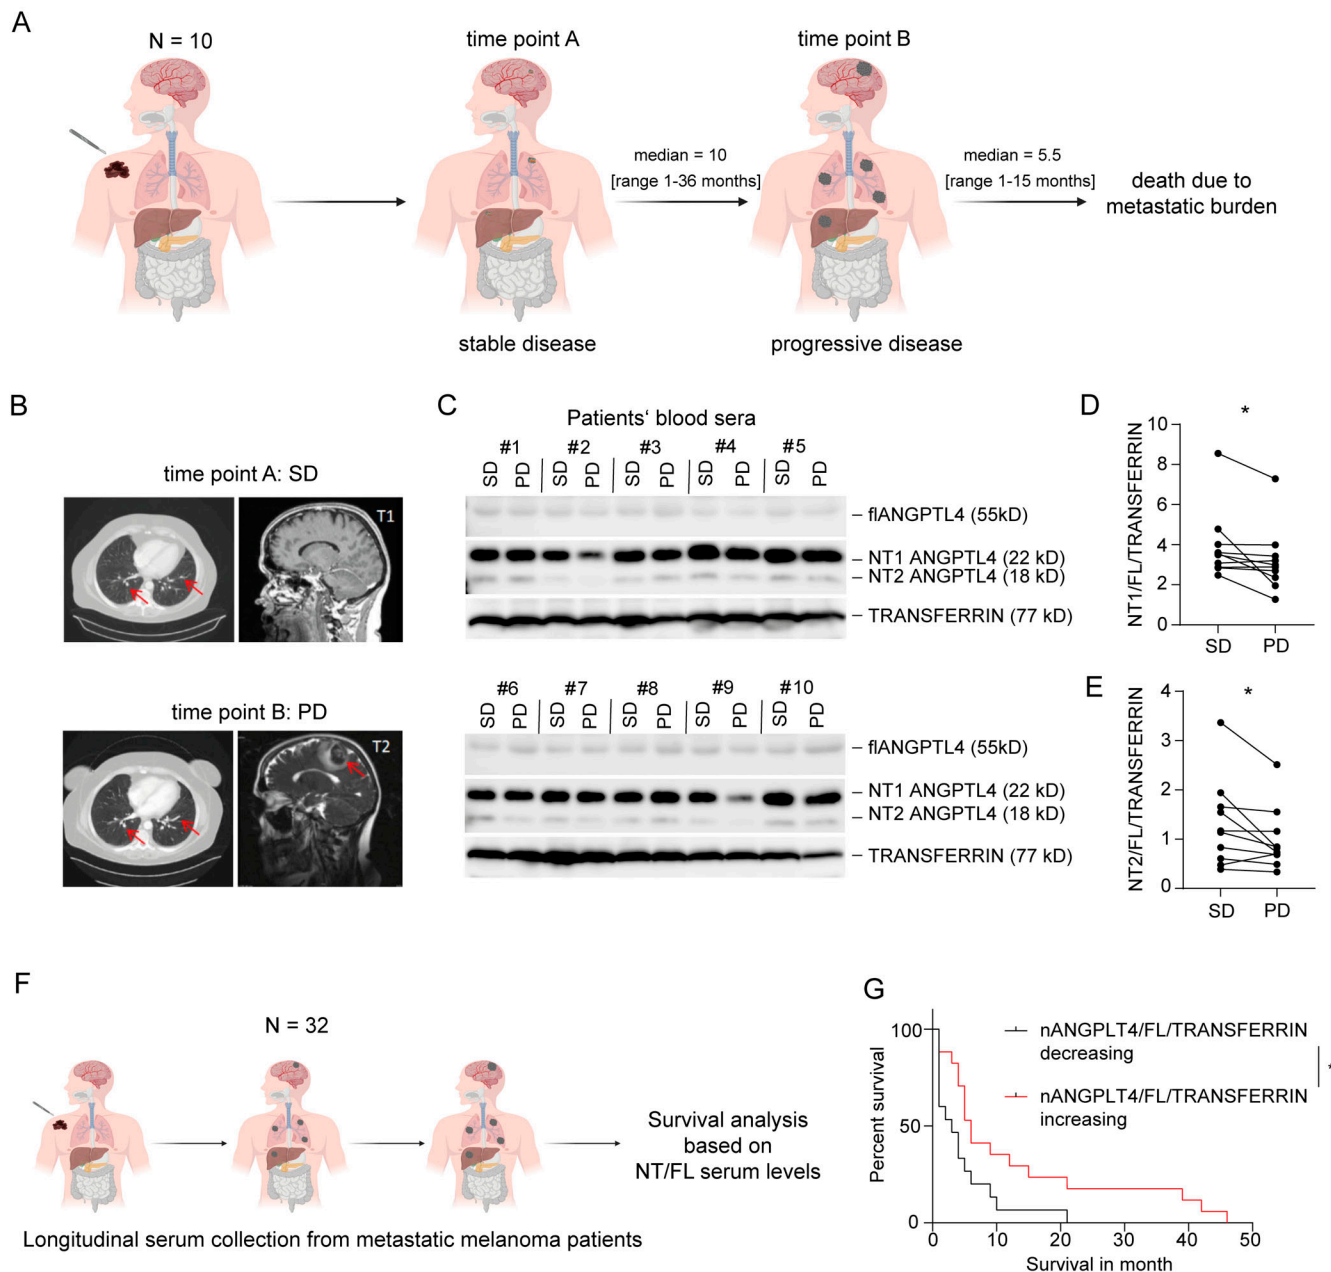 A
N = 10
time point A
time point B
median = 10
[range 1-36 months]
median = 5.5
[range 1-15 months]
death due to
metastatic burden
stable disease
progressive disease
B
time point A: SD
T1
time point B: PD
T2
C
Patients‘ blood sera
#1 #2 #3 #4 #5
SD PD SD PD SD PD SD PD SD PD
– flANGPTL4 (55kD)
– NT1 ANGPTL4 (22 kD)
– NT2 ANGPTL4 (18 kD)
– TRANSFERRIN (77 kD)
#6 #7 #8 #9 #10
SD PD SD PD SD PD SD PD SD PD
– flANGPTL4 (55kD)
– NT1 ANGPTL4 (22 kD)
– NT2 ANGPTL4 (18 kD)
– TRANSFERRIN (77 kD)
D
*
NT1/FL/TRANSFERRIN
10
8
6
4
2
0
SD PD
E
*
NT2/FL/TRANSFERRIN
4
3
2
1
0
SD PD
F
N = 32
Survival analysis
based on
NT/FL serum levels
Longitudinal serum collection from metastatic melanoma patients
G
Percent survival
100
50
0
0 10 20 30 40 50
Survival in month
nANGPLT4/FL/TRANSFERRIN
decreasing
nANGPLT4/FL/TRANSFERRIN
increasing
*